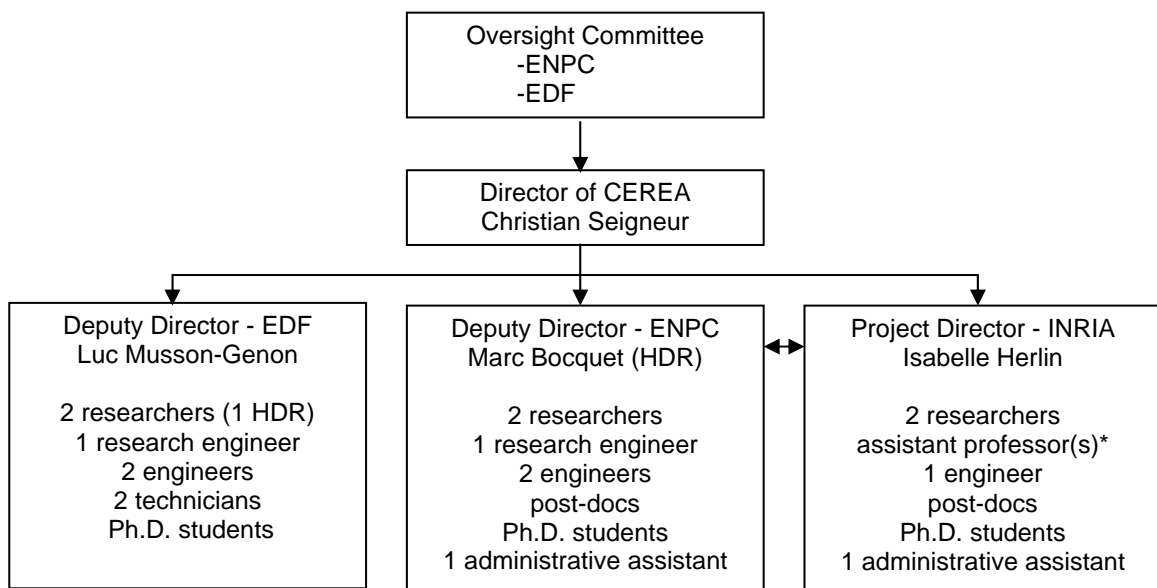 Oversight Committee
-ENPC
-EDF
Director of CEREA
Christian Seigneur
Deputy Director - EDF
Luc Musson-Genon
2 researchers (1 HDR)
1 research engineer
2 engineers
2 technicians
Ph.D. students
Deputy Director - ENPC
Marc Bocquet (HDR)
2 researchers
1 research engineer
2 engineers
post-docs
Ph.D. students
1 administrative assistant
Project Director - INRIA
Isabelle Herlin
2 researchers
assistant professor(s)*
1 engineer
post-docs
Ph.D. students
1 administrative assistant